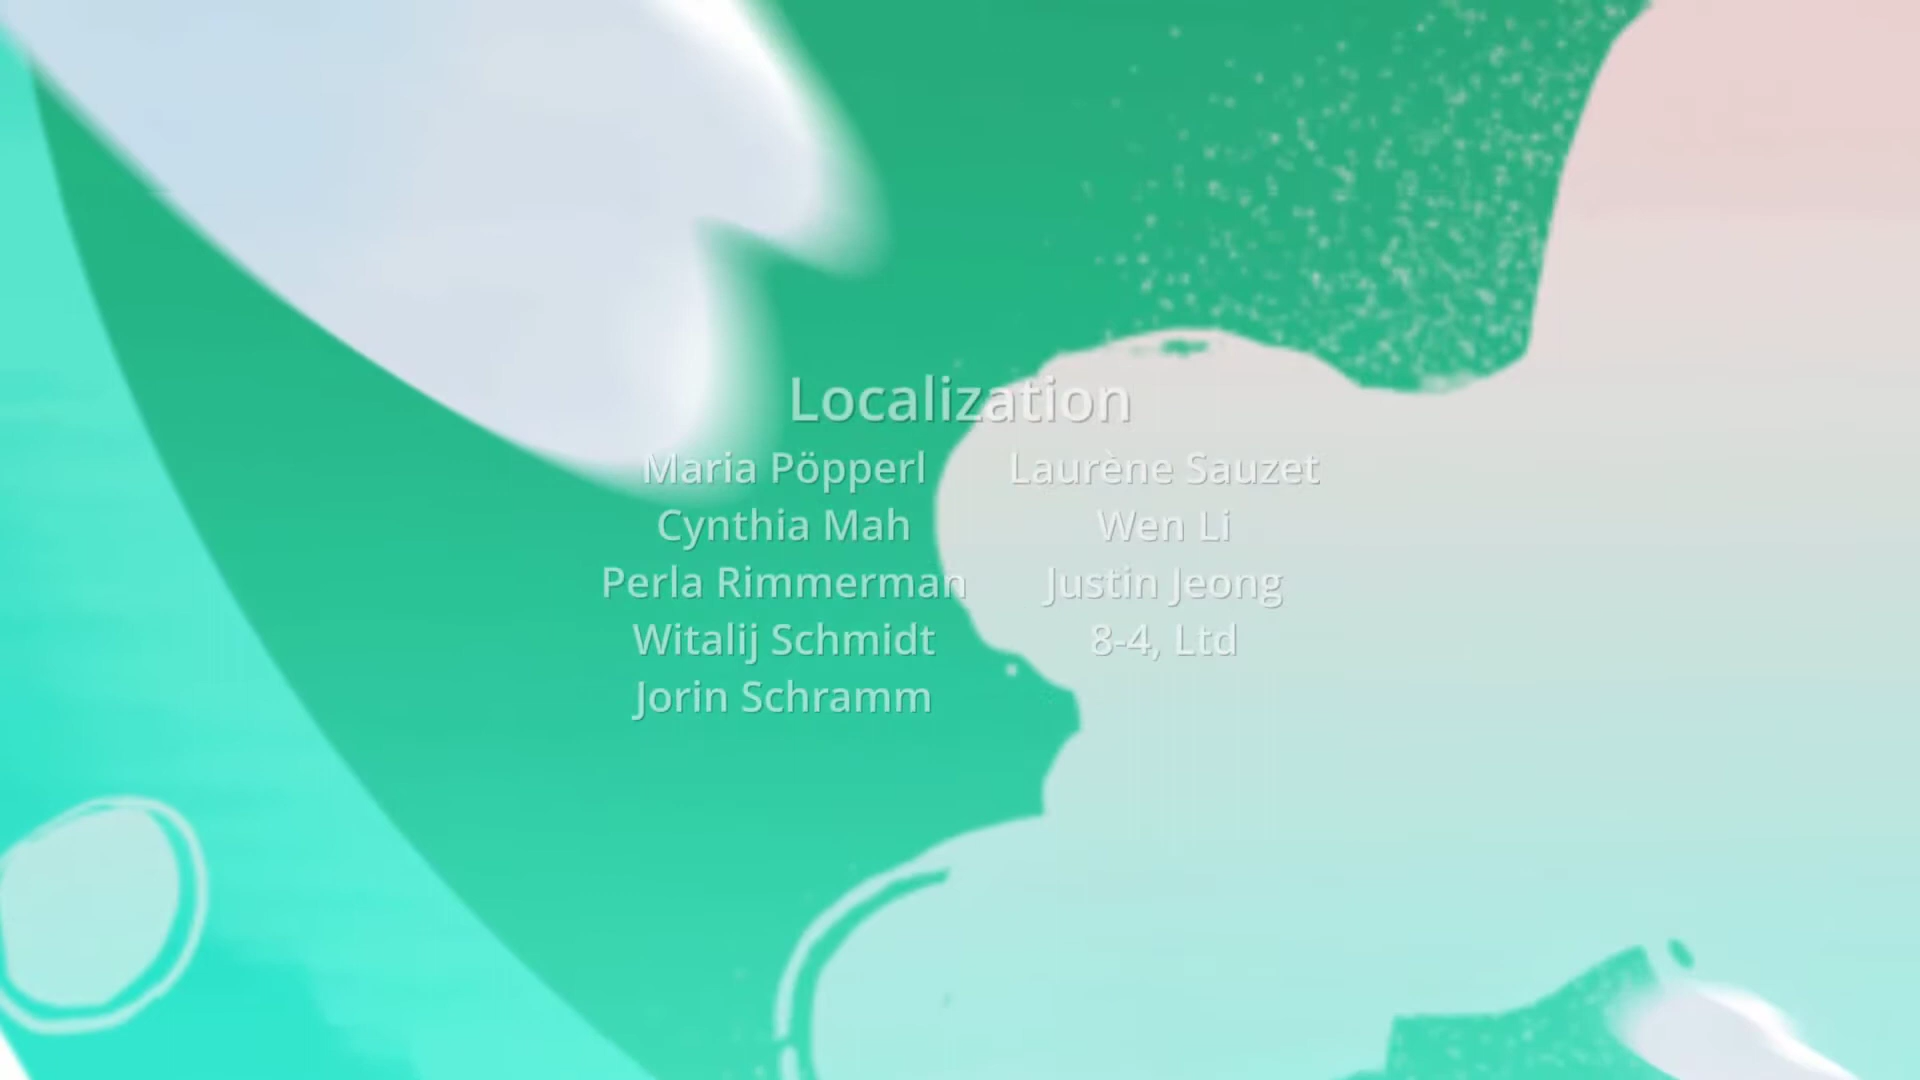 Localization
Maria Pöpperl
Laurène Sauzet
Cynthia Mah
Wen Li
Perla Rimmerman
Justin Jeong
Witalij Schmidt
8-4, Ltd
Jorin Schramm